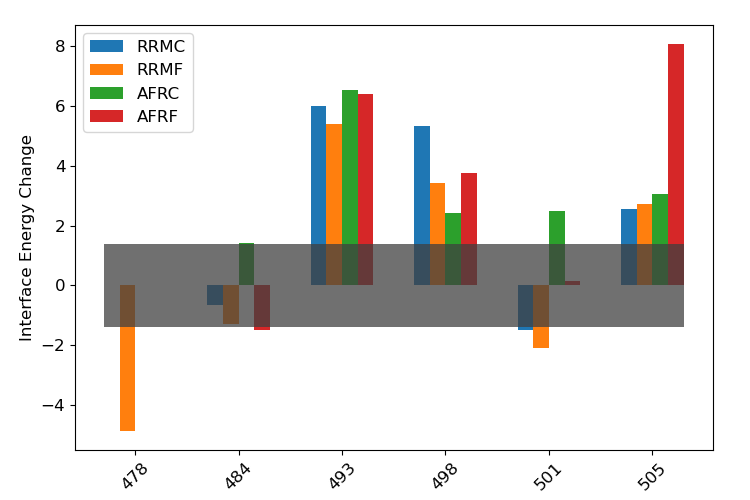 RRMC
RRMF
AFRC
AFRF
Interface Energy Change
8
6
4
2
0
−2
−4
478
484
493
498
501
505